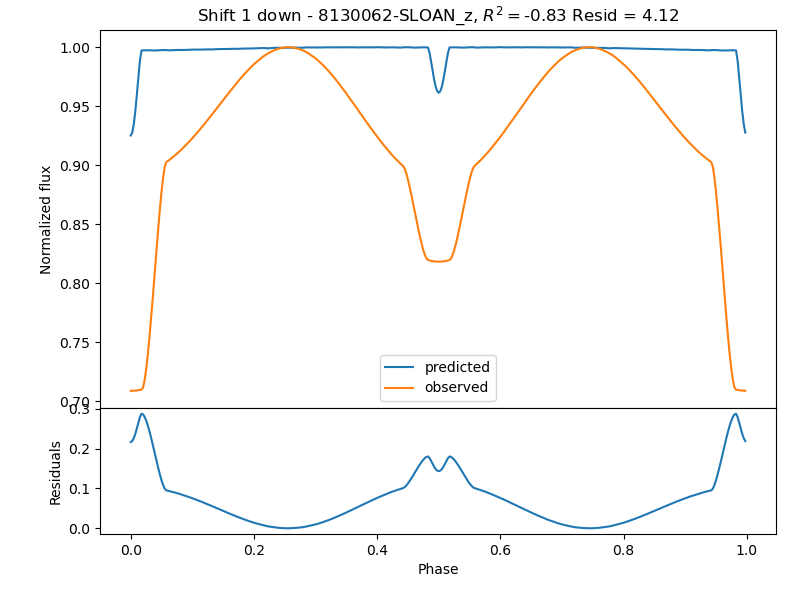 Shift 1 down - 8130062-SLOAN_z, $R^2 = $-0.83 Resid = 4.12
1.00
0.95
0.90
0.85
0.80
0.75
0.70
Normalized flux
predicted
observed
0.3
0.2
0.1
0.0
Residuals
0.0 0.2 0.4 0.6 0.8 1.0
Phase